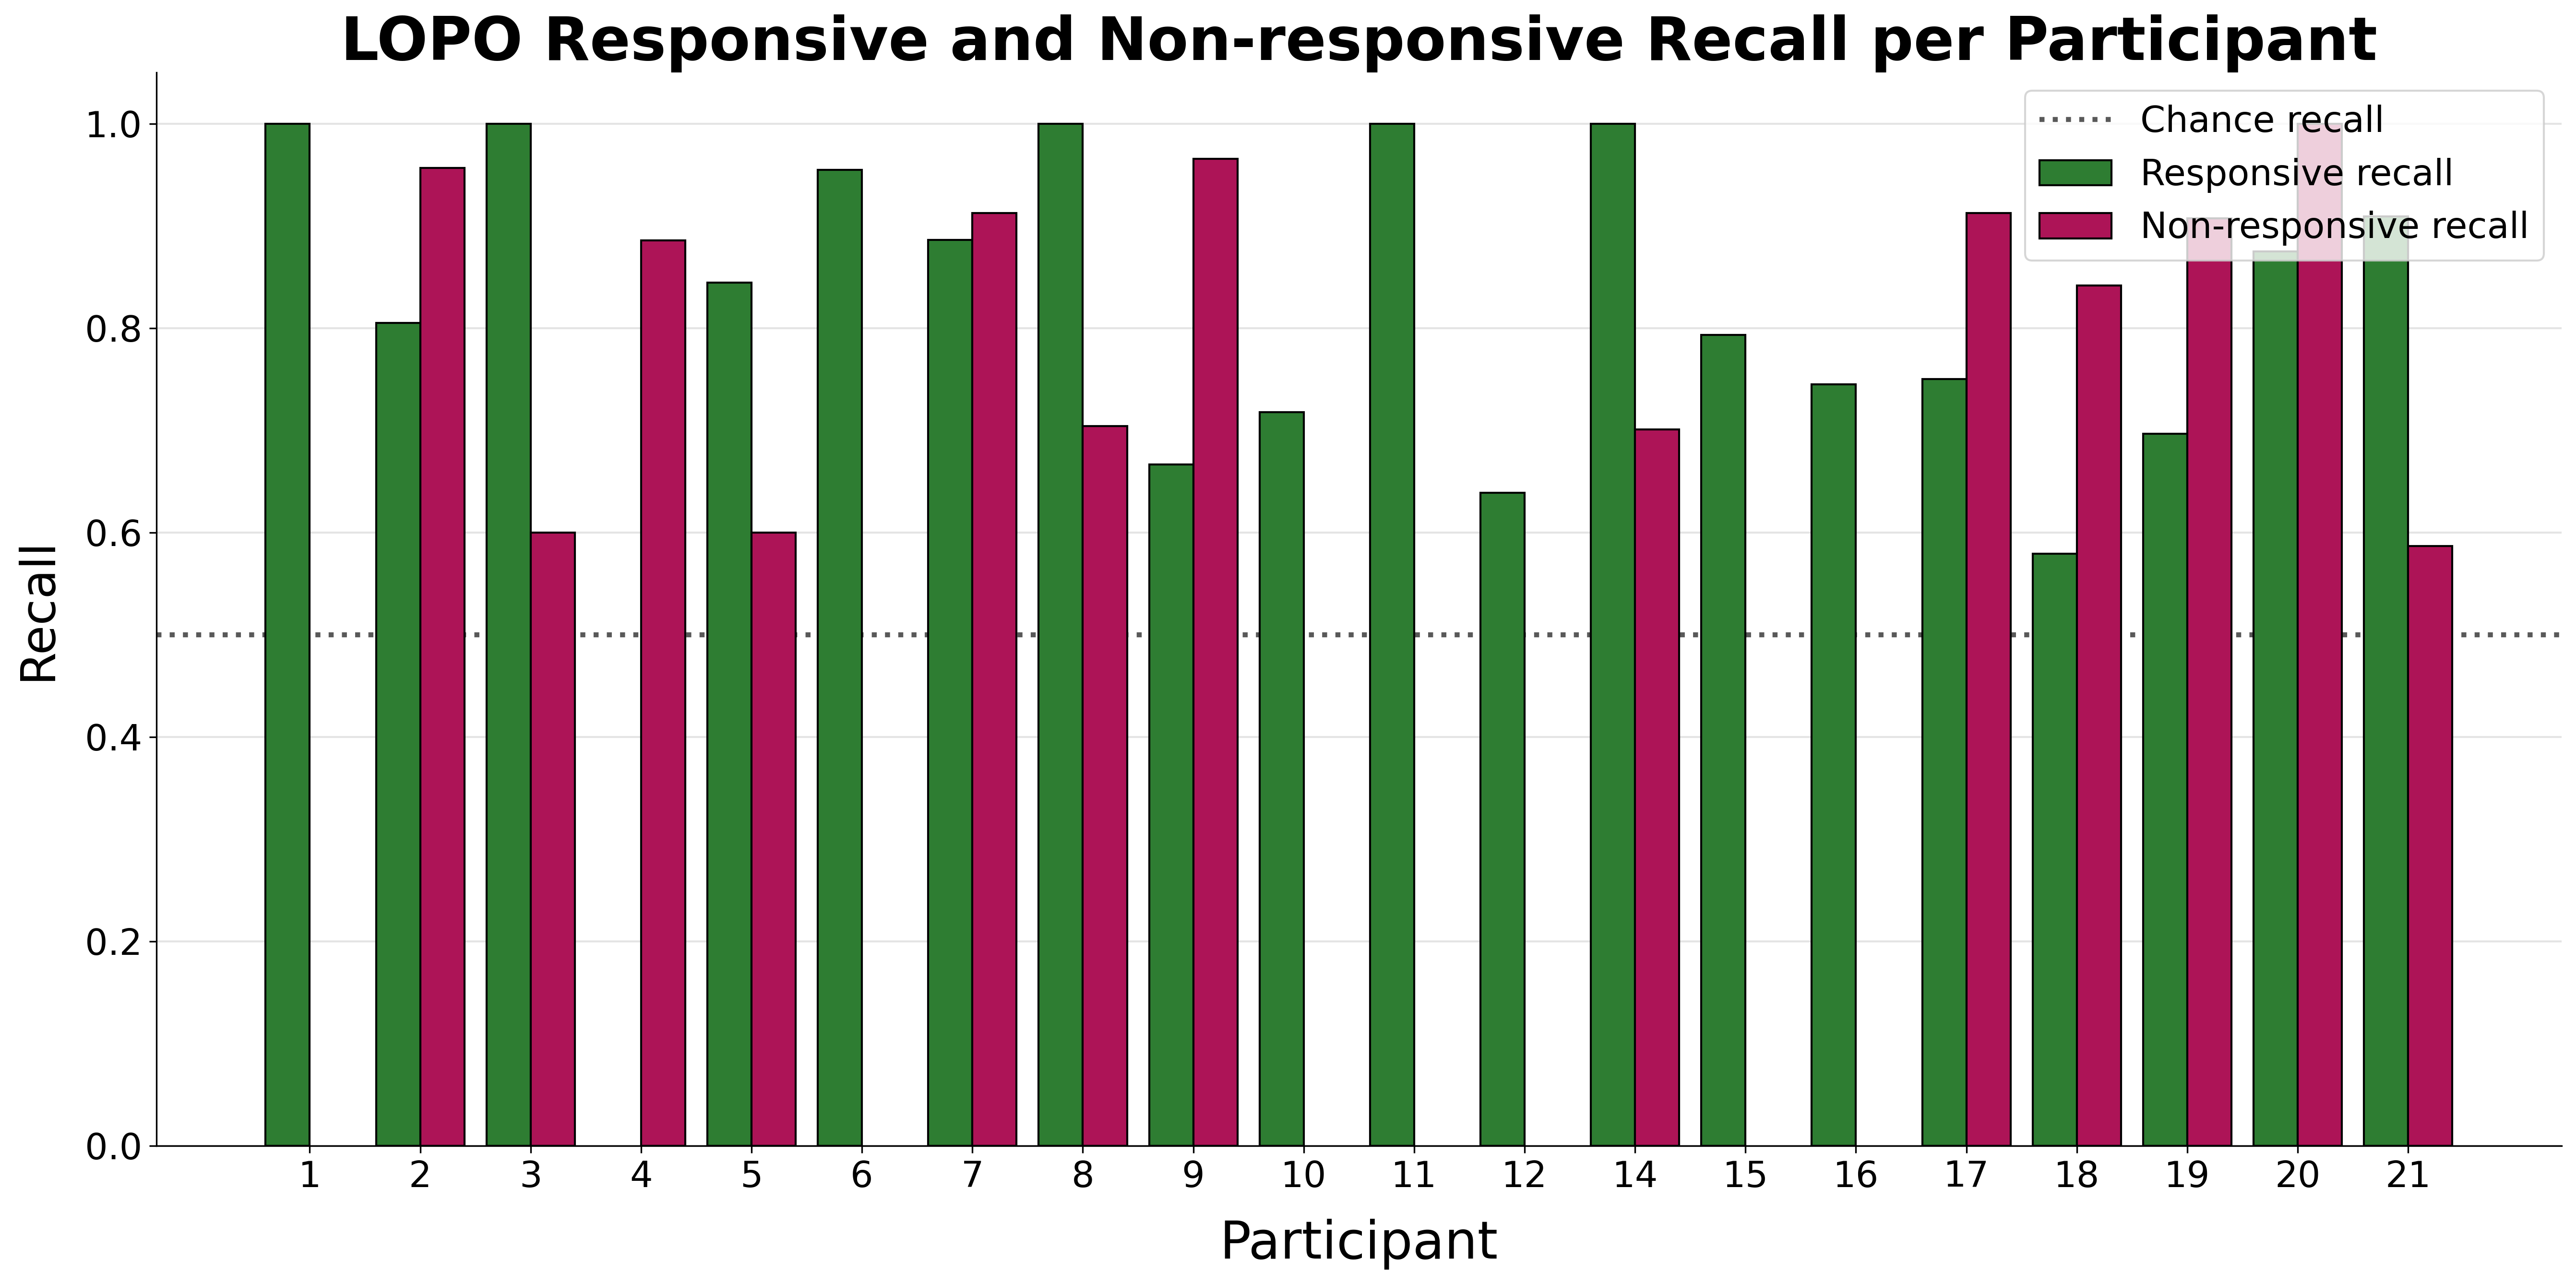 LOPO Responsive and Non-responsive Recall per Participant
Chance recall
Responsive recall
Non-responsive recall
1.0
0.8
0.6
0.4
0.2
0.0
Recall
1 2 3 4 5 6 7 8 9 10 11 12 14 15 16 17 18 19 20 21
Participant